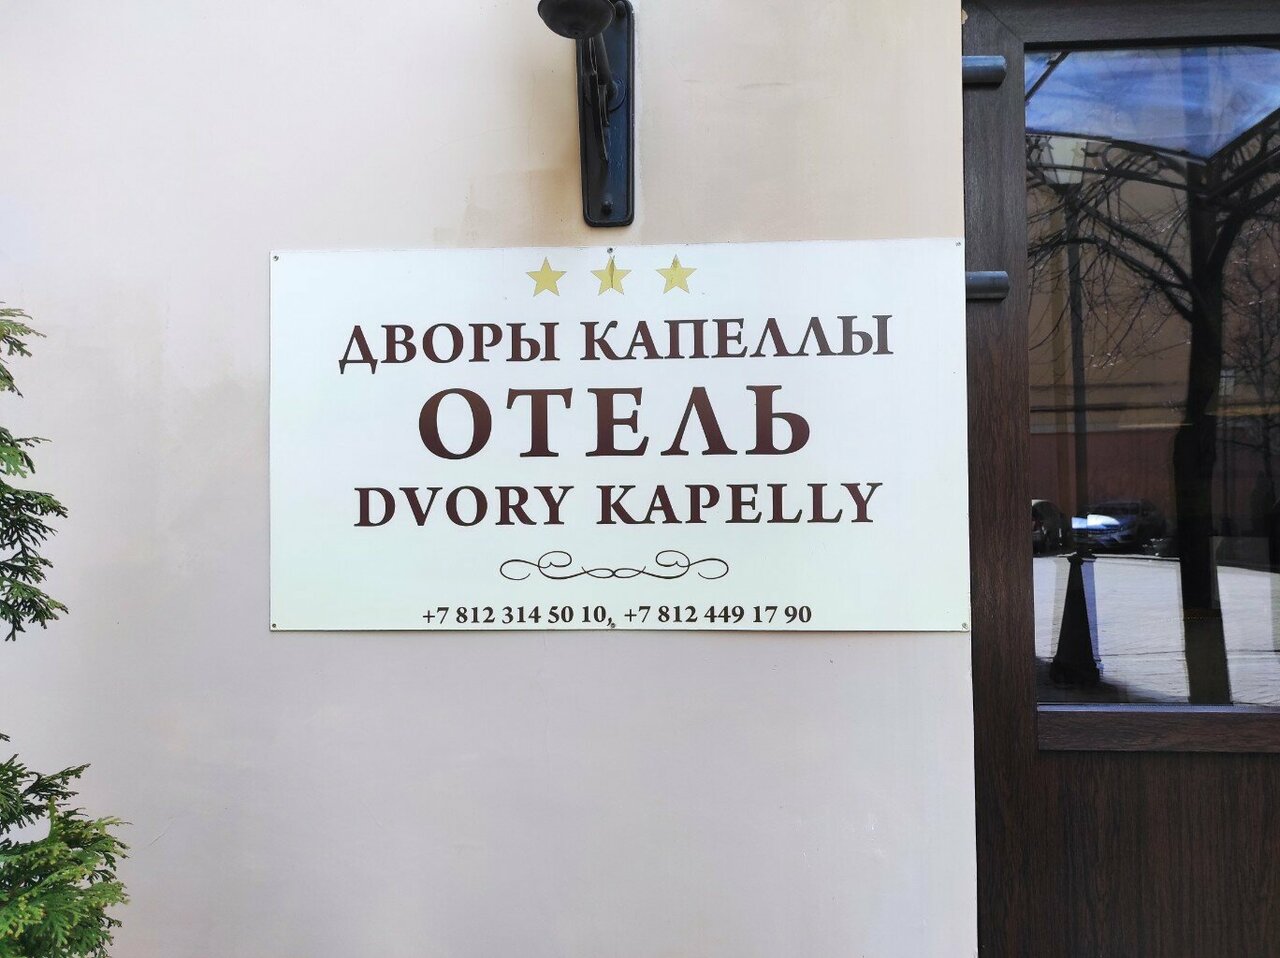 ДВОРЫ КАПЕЛЛЫ
ОТЕЛЬ
DVORY KAPELLY
+7 812 314 50 10, +7 812 449 17 90